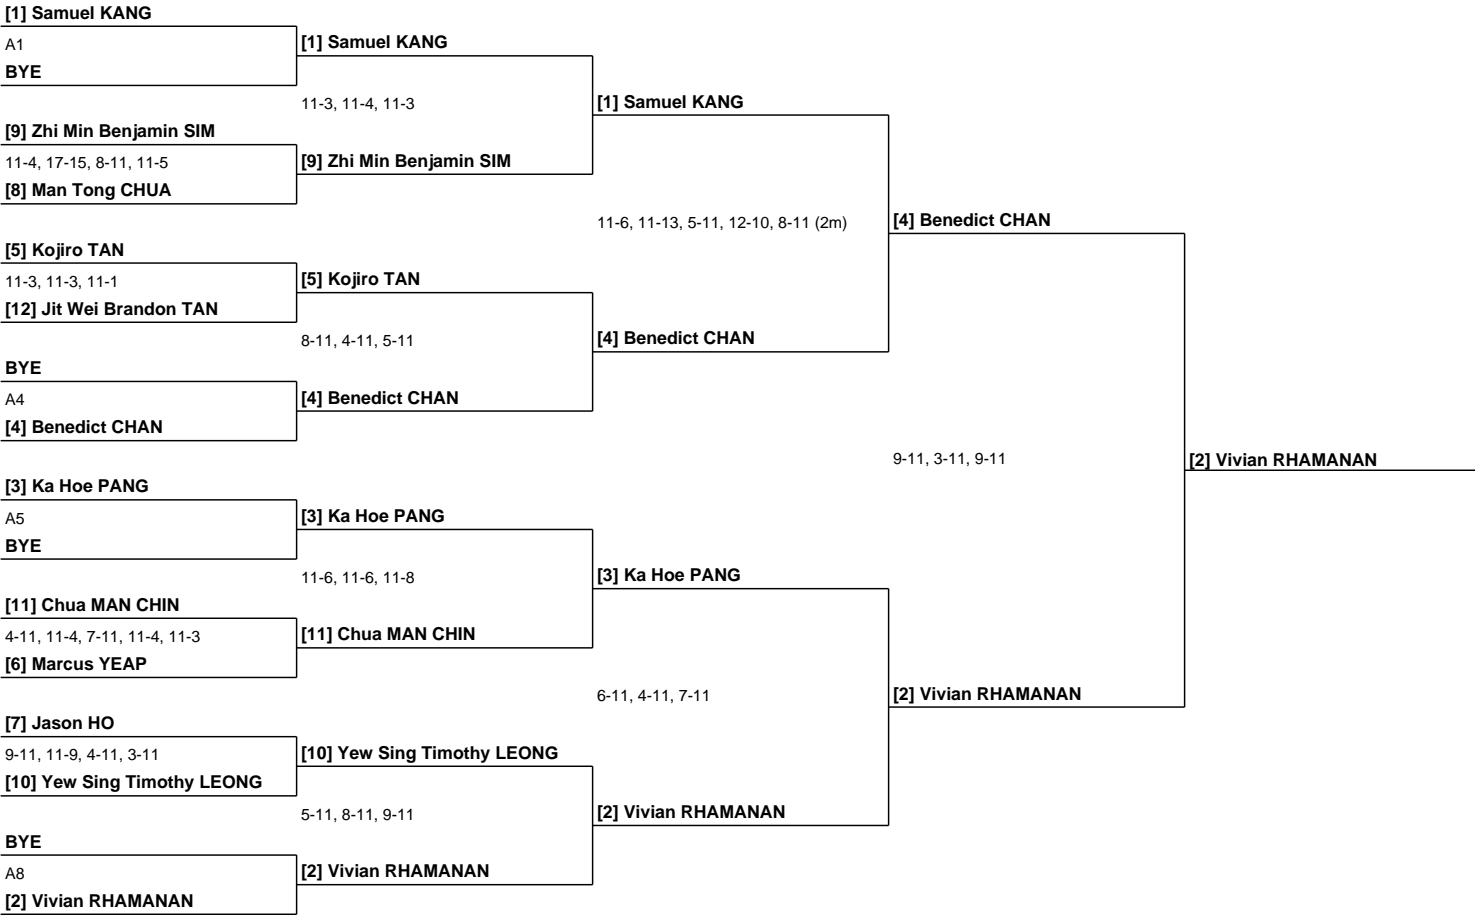 [1] Samuel KANG
A1
BYE
[9] Zhi Min Benjamin SIM
11-4, 17-15, 8-11, 11-5
[8] Man Tong CHUA
[5] Kojiro TAN
11-3, 11-3, 11-1
[12] Jit Wei Brandon TAN
BYE
A4
[4] Benedict CHAN
[3] Ka Hoe PANG
A5
BYE
[11] Chua MAN CHIN
4-11, 11-4, 7-11, 11-4, 11-3
[6] Marcus YEAP
[7] Jason HO
9-11, 11-9, 4-11, 3-11
[10] Yew Sing Timothy LEONG
BYE
A8
[2] Vivian RHAMANAN
[1] Samuel KANG
11-3, 11-4, 11-3
[9] Zhi Min Benjamin SIM
[5] Kojiro TAN
8-11, 4-11, 5-11
[4] Benedict CHAN
[3] Ka Hoe PANG
11-6, 11-6, 11-8
[11] Chua MAN CHIN
[10] Yew Sing Timothy LEONG
5-11, 8-11, 9-11
[2] Vivian RHAMANAN
[1] Samuel KANG
11-6, 11-13, 5-11, 12-10, 8-11 (2m)
[4] Benedict CHAN
[3] Ka Hoe PANG
6-11, 4-11, 7-11
[2] Vivian RHAMANAN
[4] Benedict CHAN
9-11, 3-11, 9-11
[2] Vivian RHAMANAN
[2] Vivian RHAMANAN